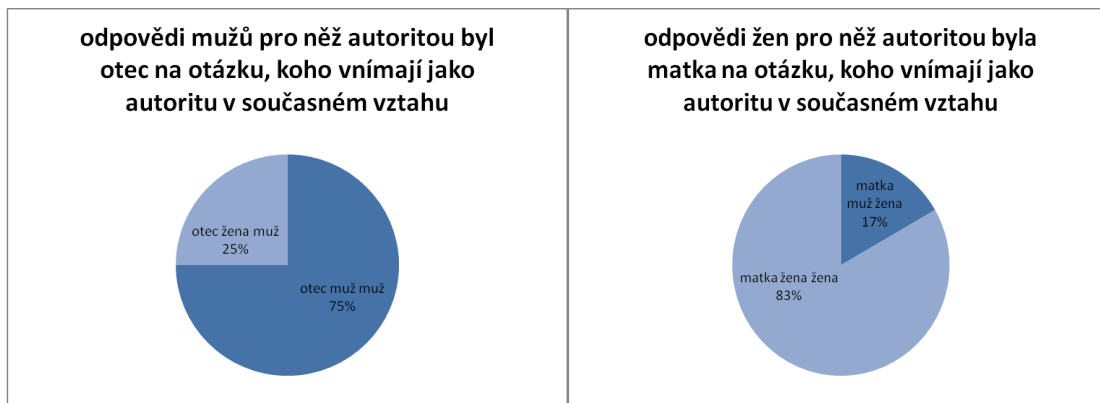 odpovědi mužů pro něž autoritou byl
otec na otázku, koho vnímají jako
autoritu v současném vztahu
otec žena muž
25%
otec muž muž
75%
odpovědi žen pro něž autoritou byla
matka na otázku, koho vnímají jako
autoritu v současném vztahu
matka
muž žena
17%
matka žena žena
83%